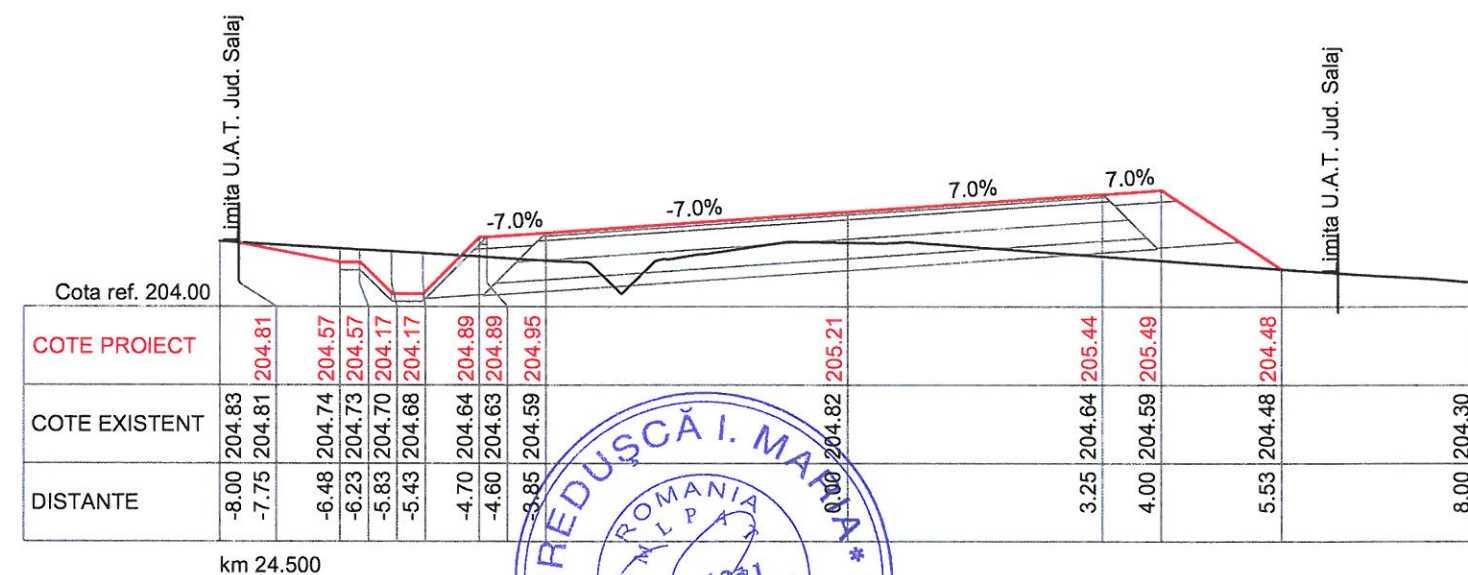 imita U.A.T. Jud. Salaj
imita U.A.T. Jud. Salaj
-7.0%
-7.0%
7.0%
7.0%
Cota ref. 204.00
COTE PROIECT 204.81 204.57 204.57 204.17 204.17 204.89 204.89 204.95 205.21 205.44 205.49 204.48
COTE EXISTENT 204.83 204.81 204.74 204.73 204.70 204.68 204.64 204.63 204.59 204.82 204.64 204.59 204.48 204.30
DISTANTE -8.00 -7.75 -6.48 -6.23 -5.83 -5.43 -4.70 -4.60 -3.85 0.00 3.25 4.00 5.53 8.00
km 24.500
REDUȘCĂ I. MARIA *
ROMANIA
M L P A T